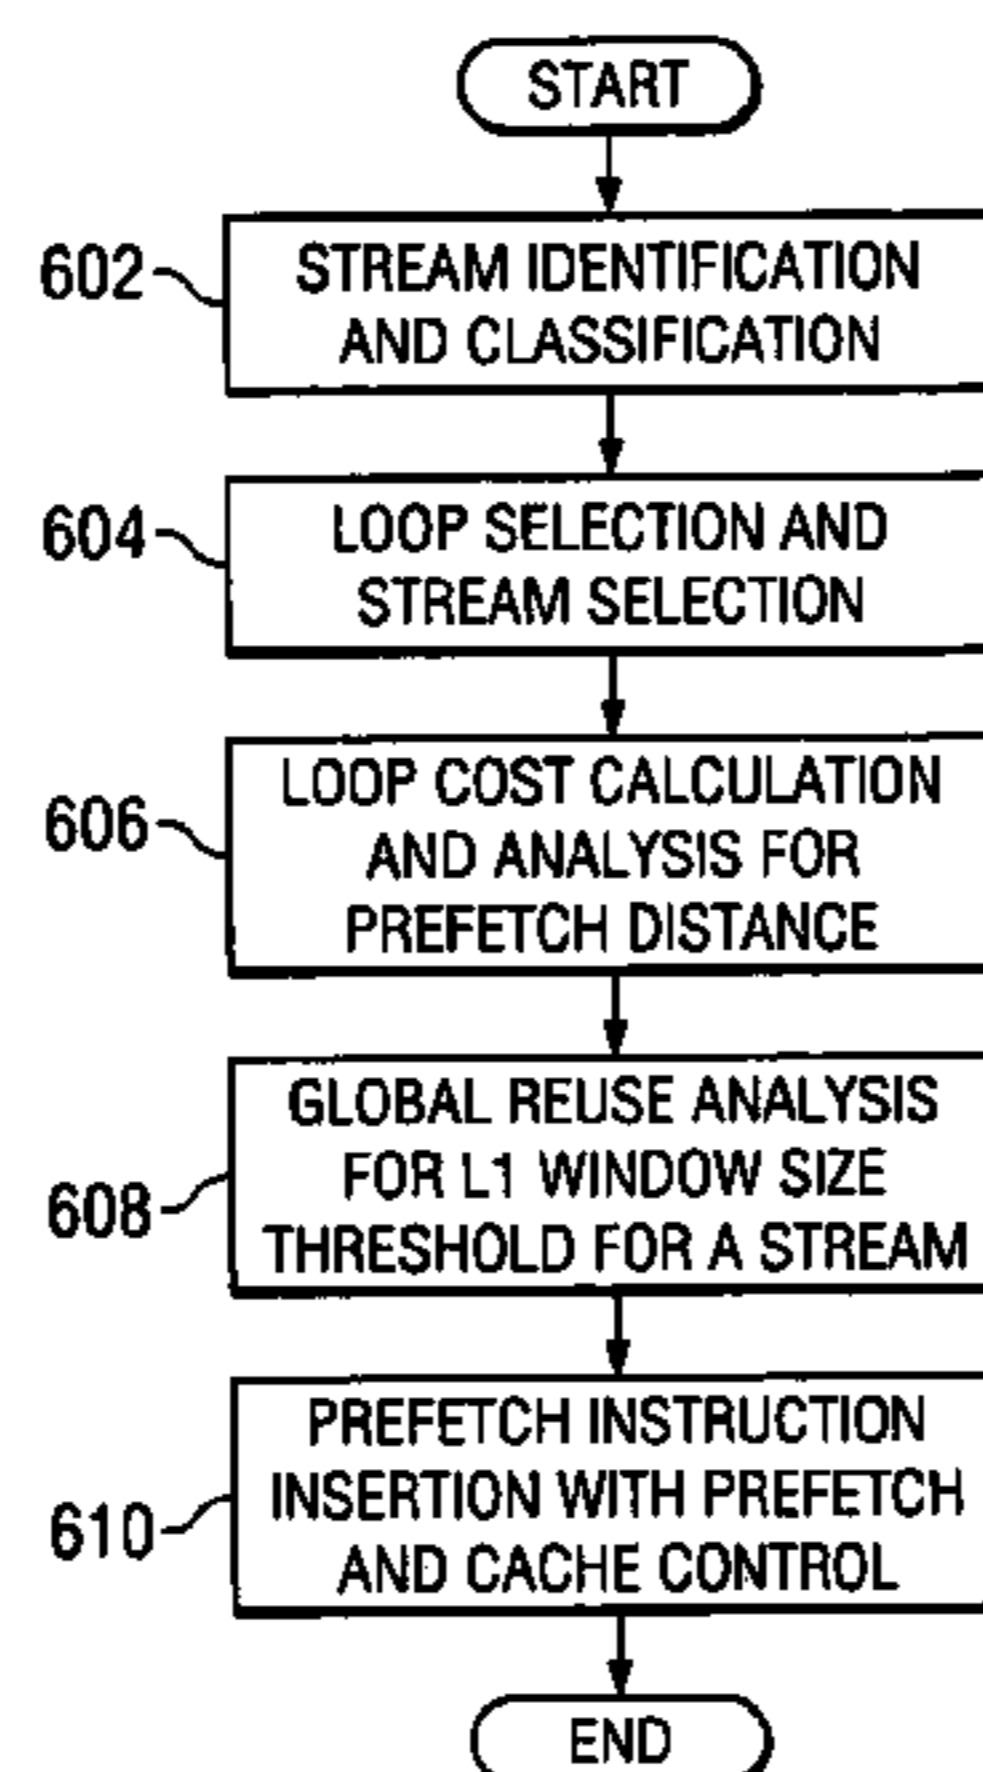 START
602
STREAM IDENTIFICATION
AND CLASSIFICATION
604
LOOP SELECTION AND
STREAM SELECTION
606
LOOP COST CALCULATION
AND ANALYSIS FOR
PREFETCH DISTANCE
608
GLOBAL REUSE ANALYSIS
FOR L1 WINDOW SIZE
THRESHOLD FOR A STREAM
610
PREFETCH INSTRUCTION
INSERTION WITH PREFETCH
AND CACHE CONTROL
END